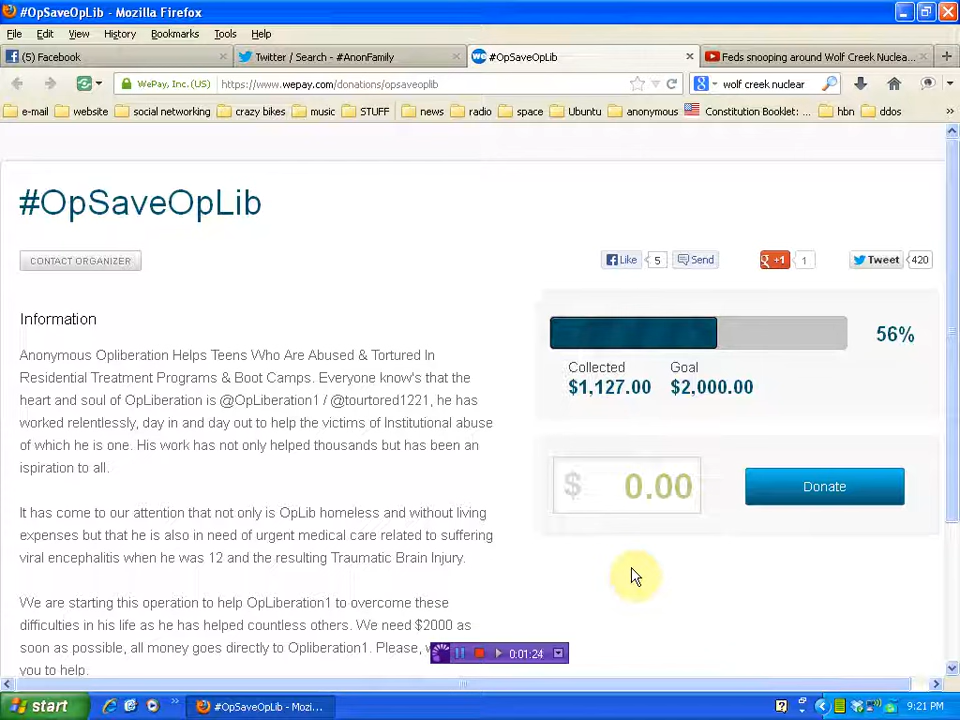 #OpSaveOpLib - Mozilla Firefox
File Edit View History Bookmarks Tools Help
(5) Facebook × Twitter / Search - #AnonFamily × #OpSaveOpLib × Feds snooping around Wolf Creek Nuclea... × +
WePay, Inc. (US) https://www.wepay.com/donations/opsaveoplib wolf creek nuclear
e-mail website social networking crazy bikes music STUFF news radio space Ubuntu anonymous Constitution Booklet: ... hbn ddos »
#OpSaveOpLib
CONTACT ORGANIZER
Like 5 Send +1 1 Tweet 420
Information
56%
Collected Goal
$1,127.00 $2,000.00
Anonymous Opliberation Helps Teens Who Are Abused & Tortured In
Residential Treatment Programs & Boot Camps. Everyone know's that the
heart and soul of OpLiberation is @OpLiberation1 / @tourtored1221, he has
worked relentlessly, day in and day out to help the victims of Institutional abuse
of which he is one. His work has not only helped thousands but has been an
ispiration to all.
$ 0.00 Donate
It has come to our attention that not only is OpLib homeless and without living
expenses but that he is also in need of urgent medical care related to suffering
viral encephalitis when he was 12 and the resulting Traumatic Brain Injury.
We are starting this operation to help OpLiberation1 to overcome these
difficulties in his life as he has helped countless others. We need $2000 as
soon as possible, all money goes directly to Opliberation1. Please,
you to help.
0:01:24
start #OpSaveOpLib - Mozi... 9:21 PM